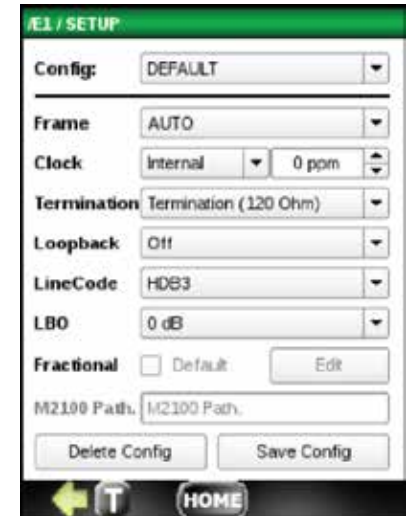 /E1 / SETUP
Config: DEFAULT
Frame AUTO
Clock Internal 0 ppm
Termination Termination (120 Ohm)
Loopback Off
LineCode HDB3
LBO 0 dB
Fractional Default Edit
M2100 Path. M2100 Path.
Delete Config Save Config
T HOME